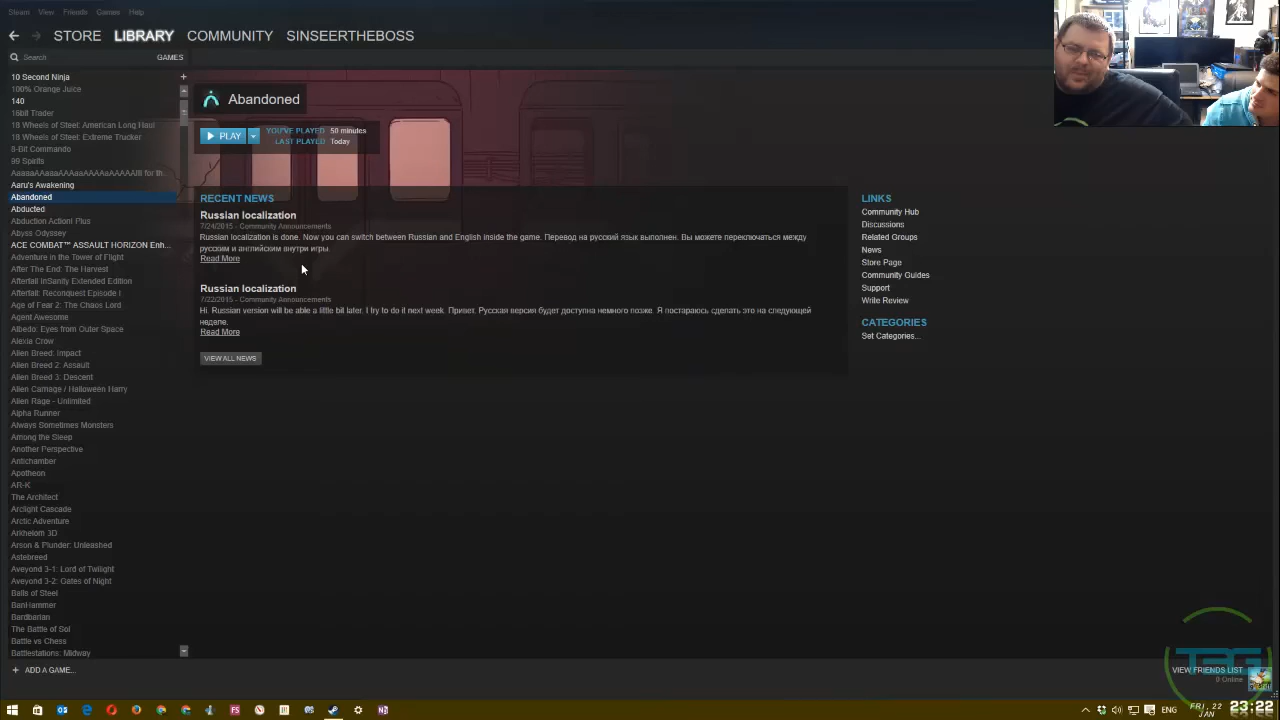 Steam View Friends Games Help
STORE LIBRARY COMMUNITY SINSEERTHEBOSS
Search GAMES
10 Second Ninja
100% Orange Juice
140
16bit Trader
18 Wheels of Steel: American Long Haul
18 Wheels of Steel: Extreme Trucker
8-Bit Commando
99 Spirits
Aaru's Awakening
Abandoned
Abducted
Abduction Action! Plus
Abyss Odyssey
ACE COMBAT™ ASSAULT HORIZON Enh...
Adventure in the Tower of Flight
After The End: The Harvest
Afterfall InSanity Extended Edition
Afterfall: Reconquest Episode I
Age of Fear 2: The Chaos Lord
Agent Awesome
Albedo: Eyes from Outer Space
Alexia Crow
Alien Breed: Impact
Alien Breed 2: Assault
Alien Breed 3: Descent
Alien Carnage / Halloween Harry
Alien Rage - Unlimited
Alpha Runner
Always Sometimes Monsters
Among the Sleep
Another Perspective
Antichamber
Apotheon
AR-K
The Architect
Arclight Cascade
Arctic Adventure
Arkhelom 3D
Arson & Plunder: Unleashed
Astebreed
Aveyond 3-1: Lord of Twilight
Aveyond 3-2: Gates of Night
Balls of Steel
BanHammer
Bardbarian
The Battle of Sol
Battle vs Chess
Battlestations: Midway
+ ADD A GAME...
Abandoned
PLAY
YOU'VE PLAYED 50 minutes
LAST PLAYED Today
RECENT NEWS
Russian localization
7/24/2015 - Community Announcements
Russian localization is done. Now you can switch between Russian and English inside the game. Перевод на русский язык выполнен. Вы можете переключаться между
русским и английским внутри игры.
Read More
Russian localization
7/22/2015 - Community Announcements
Hi. Russian version will be able a little bit later. I try to do it next week. Привет. Русская версия будет доступна немного позже. Я постараюсь сделать это на следующей
неделе.
Read More
VIEW ALL NEWS
LINKS
Community Hub
Discussions
Related Groups
News
Store Page
Community Guides
Support
Write Review
CATEGORIES
Set Categories...
VIEW FRIENDS LIST
0 Online
ENG
FRI, 22
JAN
23:22